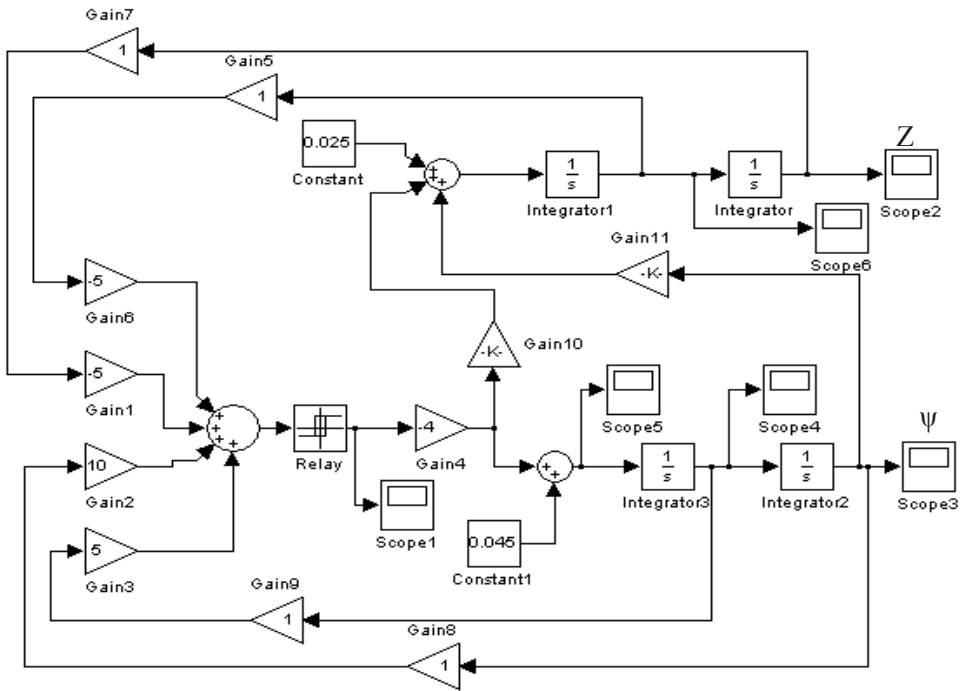 Gain7
1
Gain5
1
0.025
Constant
+
+
+
1
s
Integrator1
1
s
Integrator
Z
Scope2
Scope6
Gain11
-K-
-5
Gain6
-K-
Gain10
-5
Gain1
+
+
+
+
Relay
-4
Gain4
Scope5
Scope4
ψ
10
Gain2
Scope1
+
+
1
s
Integrator3
1
s
Integrator2
Scope3
0.045
Constant1
5
Gain3
Gain9
1
Gain8
1